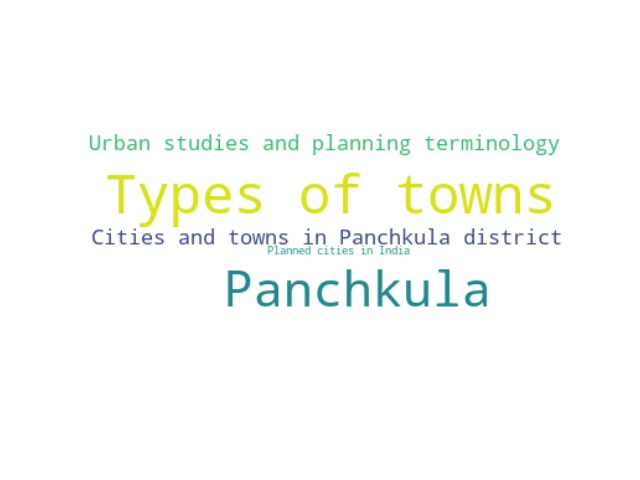 Urban studies and planning terminology
Types of towns
Cities and towns in Panchkula district
Planned cities in India
Panchkula